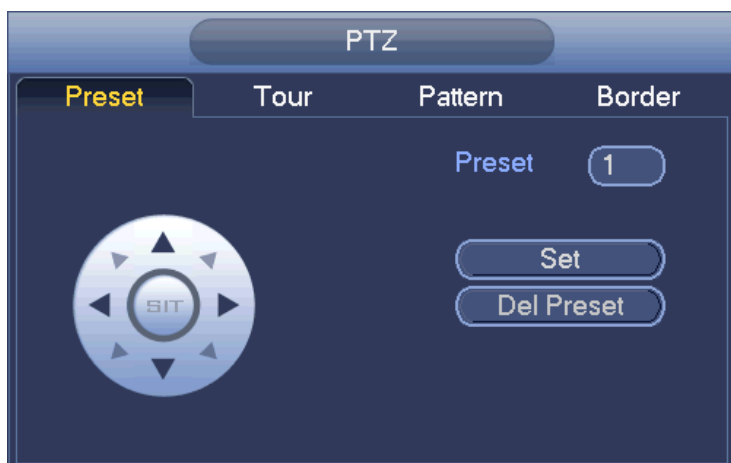 PTZ
Preset Tour Pattern Border
Preset 1
SIT
Set
Del Preset